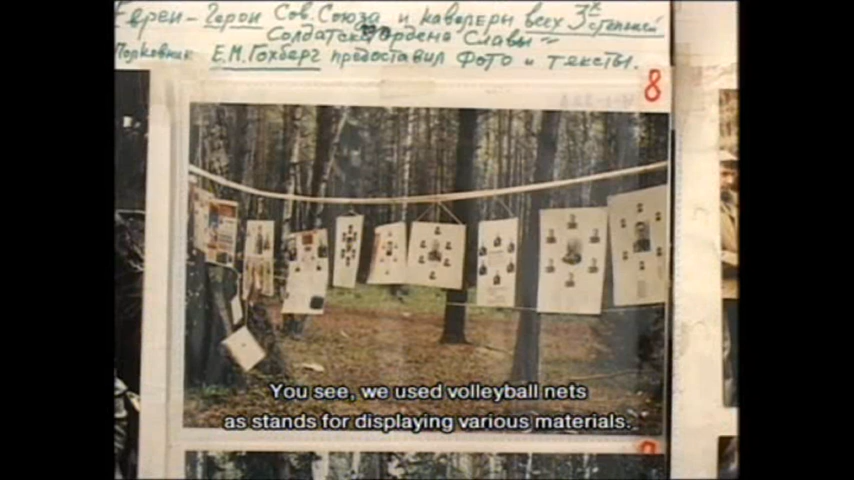 Евреи - Герои Сов. Союза и кавалеры всех 3х степеней
Солдатского ордена Славы
Полковник Е.М. Гохберг предоставил фото и тексты.
8
You see, we used volleyball nets
as stands for displaying various materials.